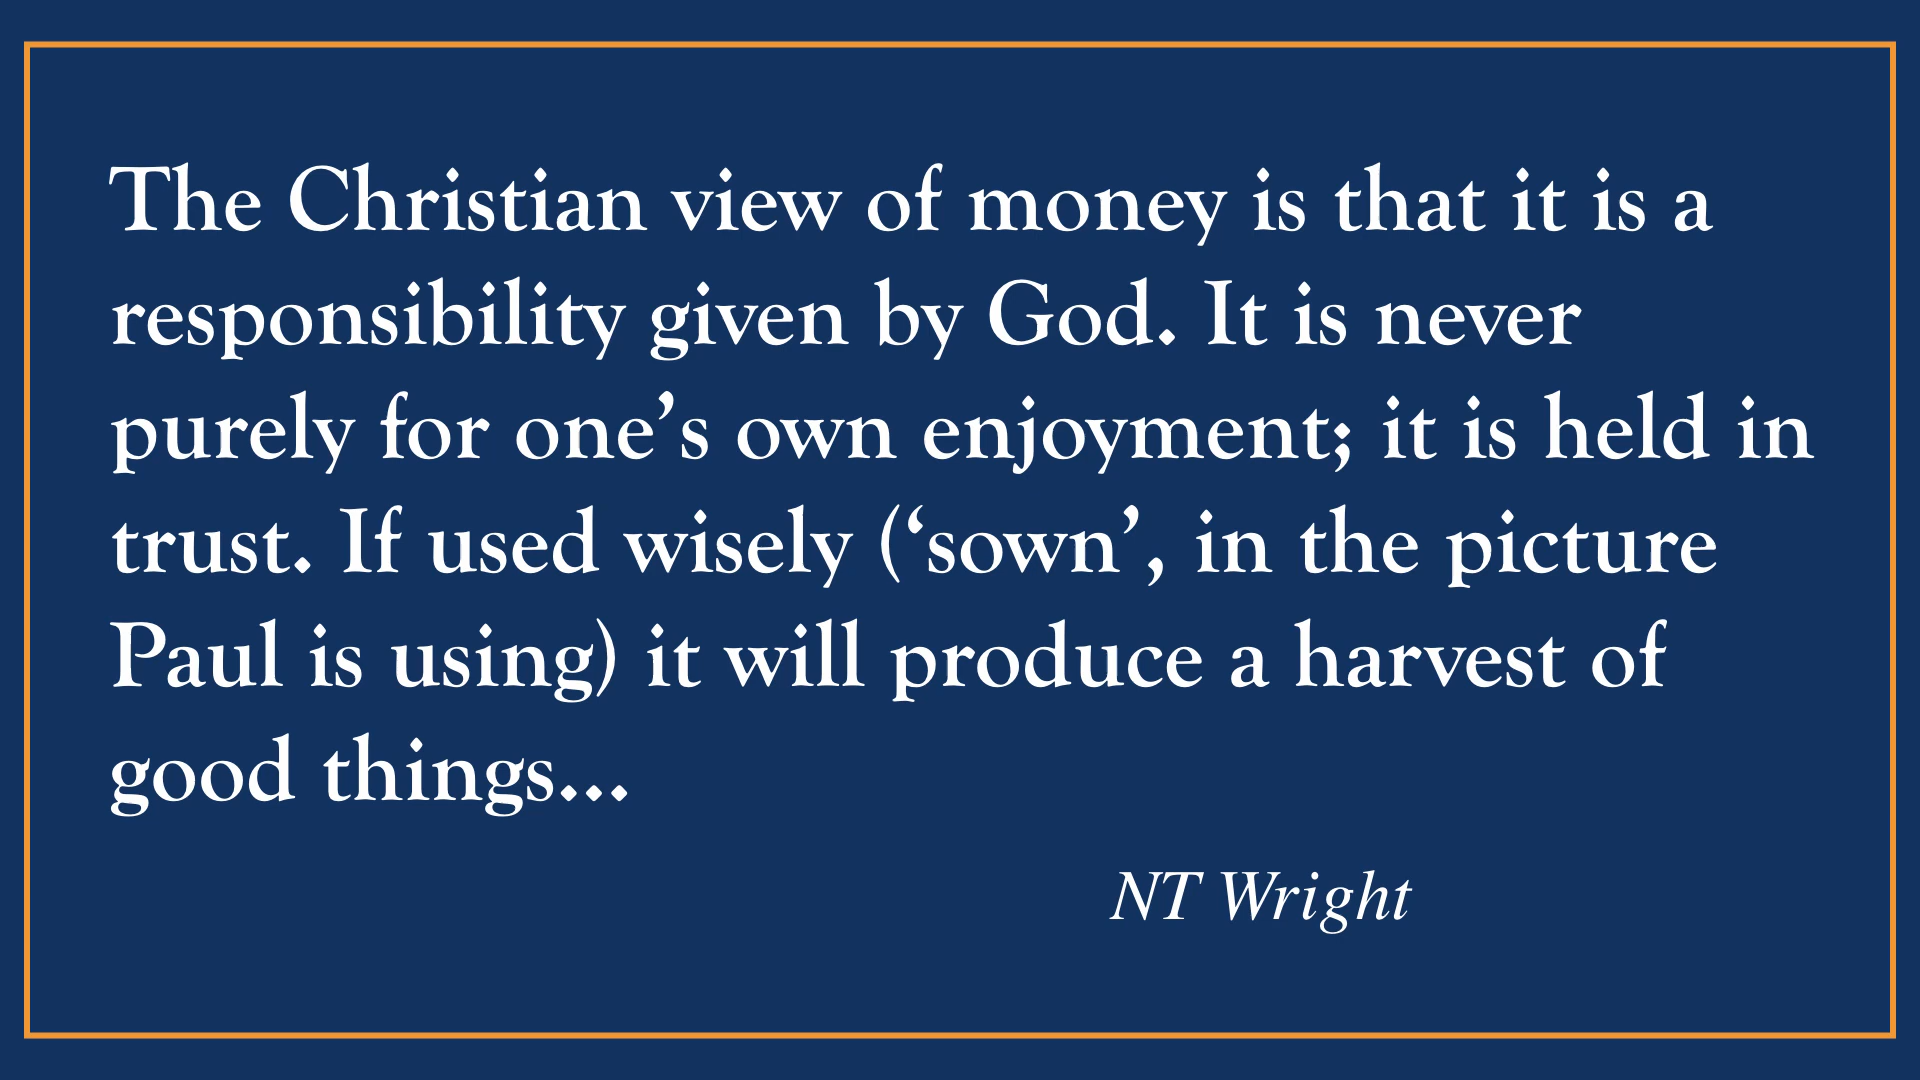 The Christian view of money is that it is a
responsibility given by God. It is never
purely for one’s own enjoyment; it is held in
trust. If used wisely (‘sown’, in the picture
Paul is using) it will produce a harvest of
good things…
NT Wright